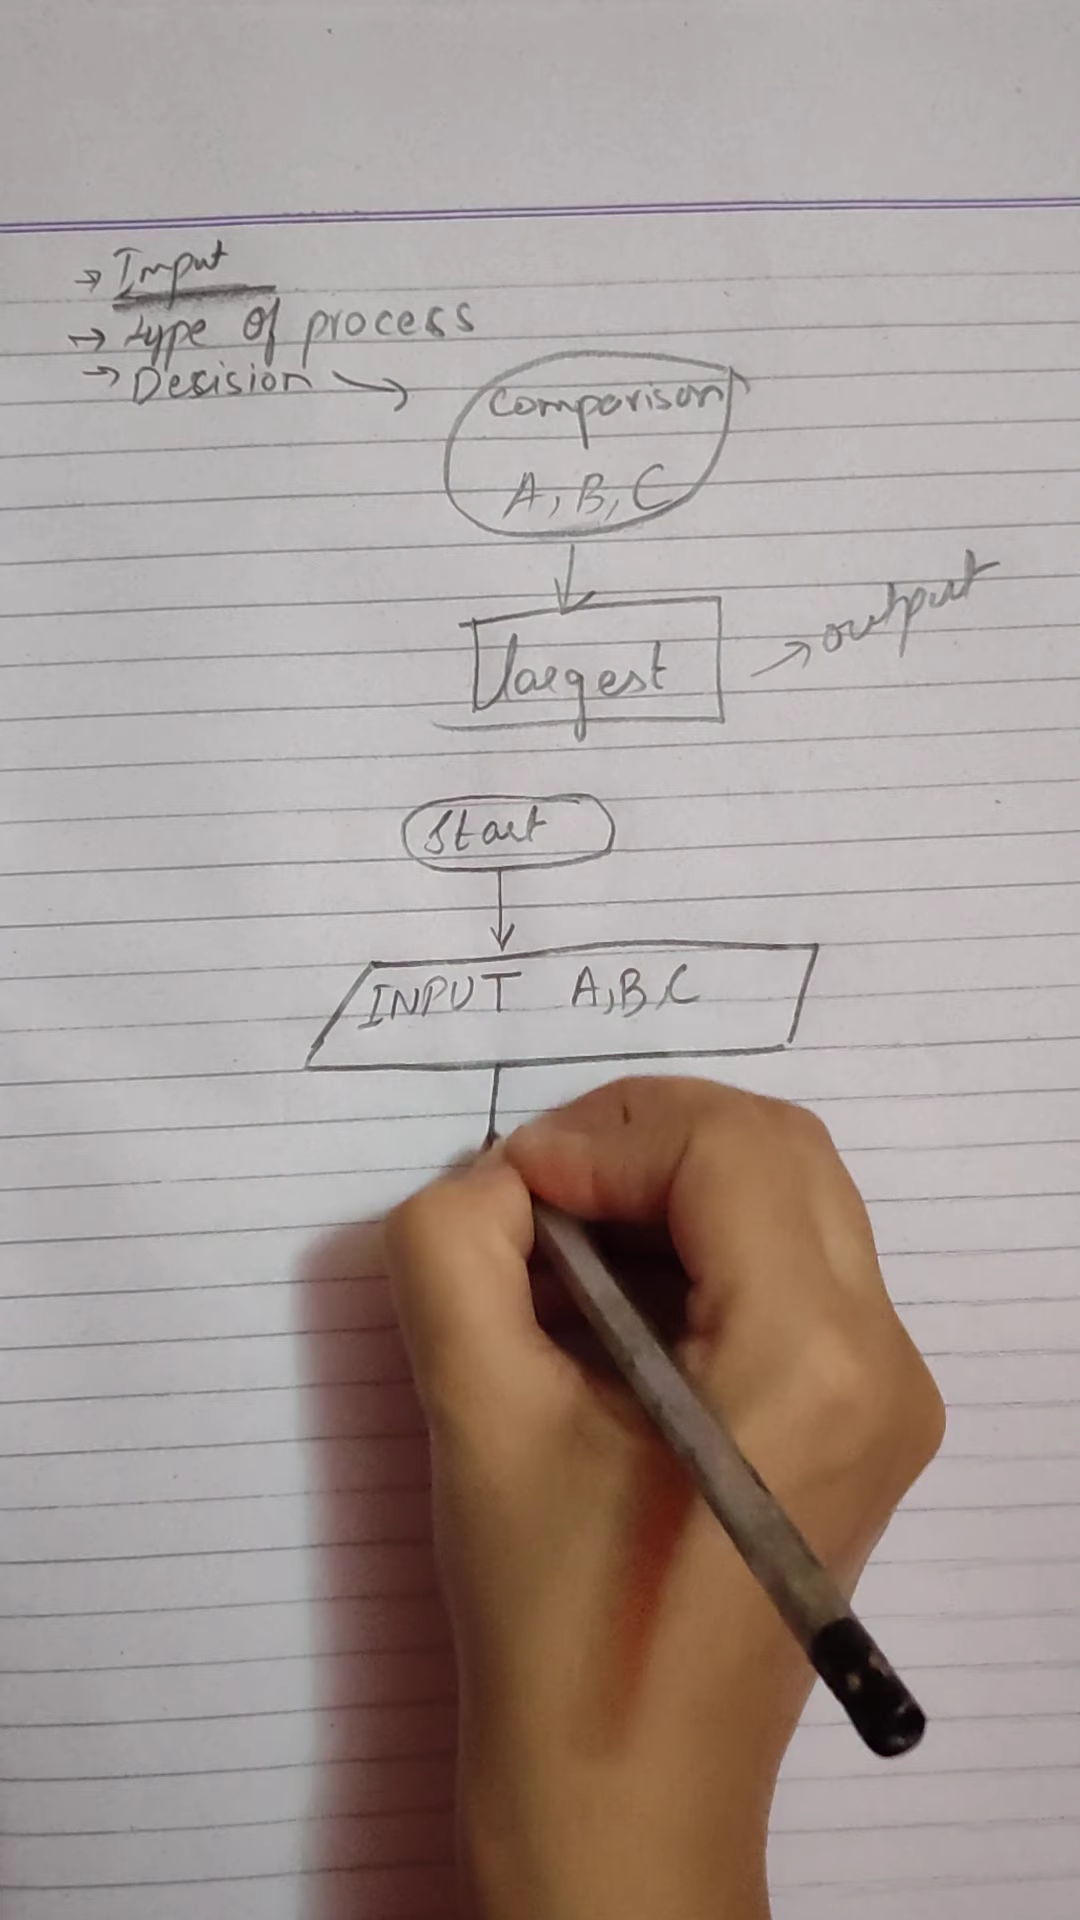 → Input
→ type of process
→ Desision →
comparison
A, B, C
largest → output
Start
INPUT A, B, C